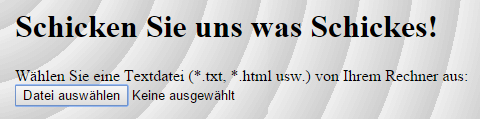 Schicken Sie uns was Schickes!
Wählen Sie eine Textdatei (*.txt, *.html usw.) von Ihrem Rechner aus:
Datei auswählen Keine ausgewählt